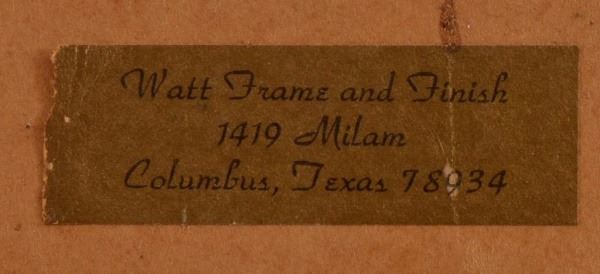 Watt Frame and Finish
1419 Milam
Columbus, Texas 78934